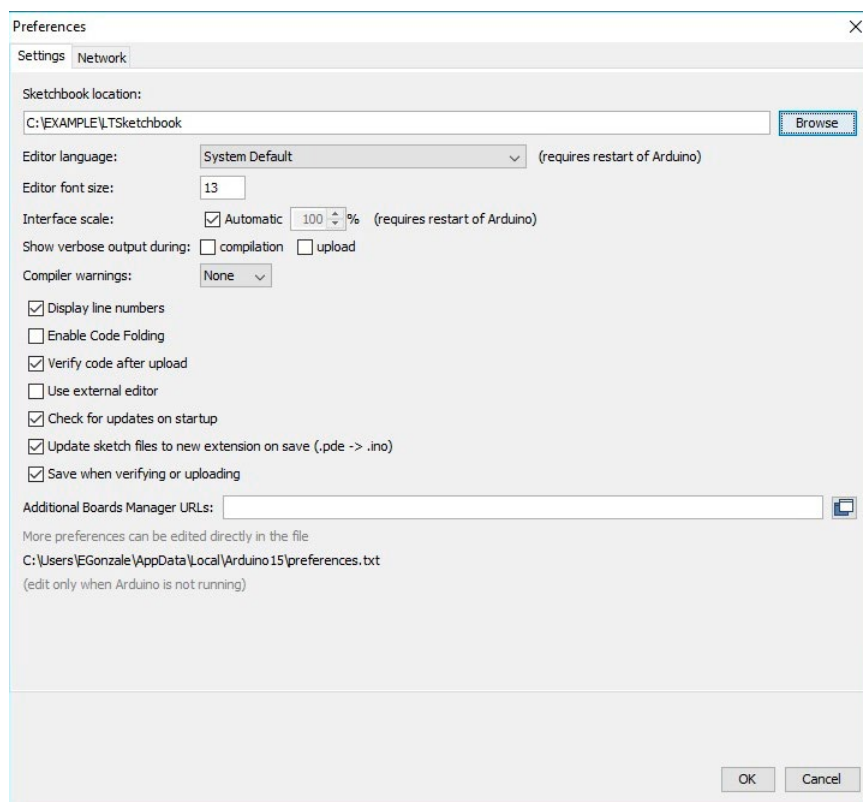 Preferences
Settings Network
Sketchbook location:
C:\EXAMPLE\LTSketchbook Browse
Editor language: System Default (requires restart of Arduino)
Editor font size: 13
Interface scale: Automatic 100 % (requires restart of Arduino)
Show verbose output during: compilation upload
Compiler warnings: None
Display line numbers
Enable Code Folding
Verify code after upload
Use external editor
Check for updates on startup
Update sketch files to new extension on save (.pde -> .ino)
Save when verifying or uploading
Additional Boards Manager URLs:
More preferences can be edited directly in the file
C:\Users\EGonzale\AppData\Local\Arduino15\preferences.txt
(edit only when Arduino is not running)
OK Cancel